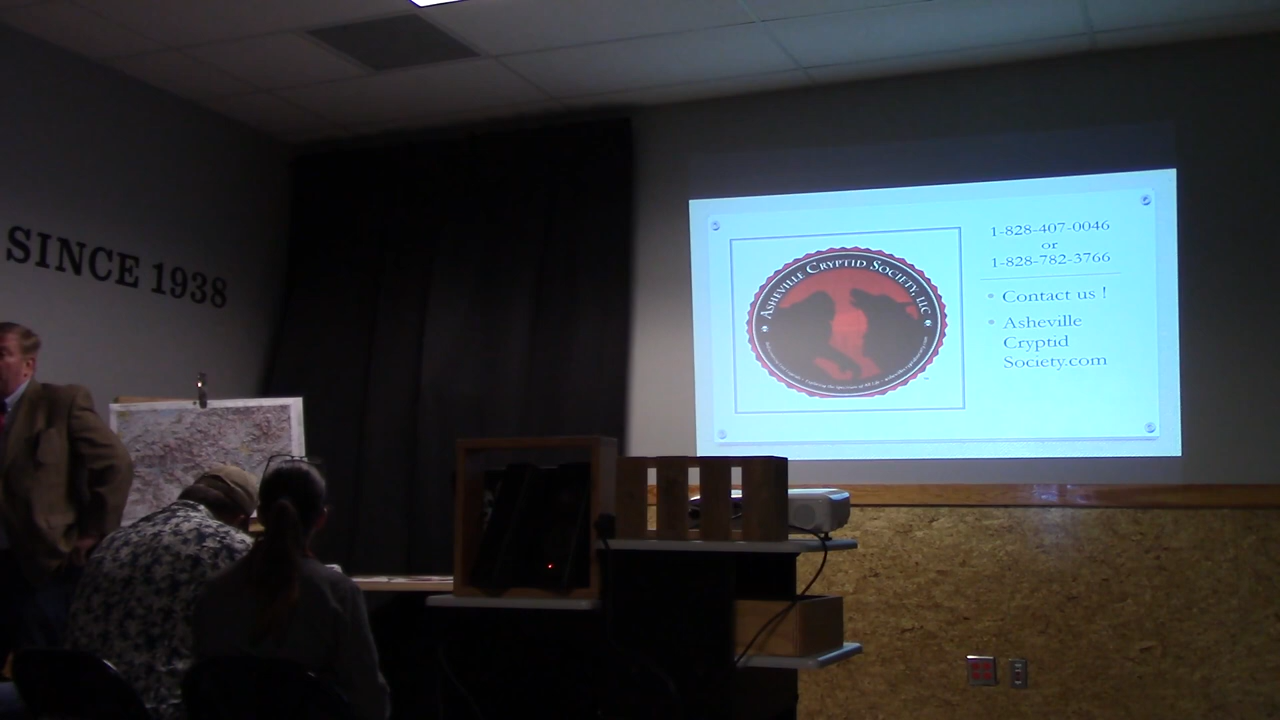 SINCE 1938
ASHEVILLE CRYPTID SOCIETY, LLC
1-828-407-0046
or
1-828-782-3766
• Contact us !
• Asheville
Cryptid
Society.com